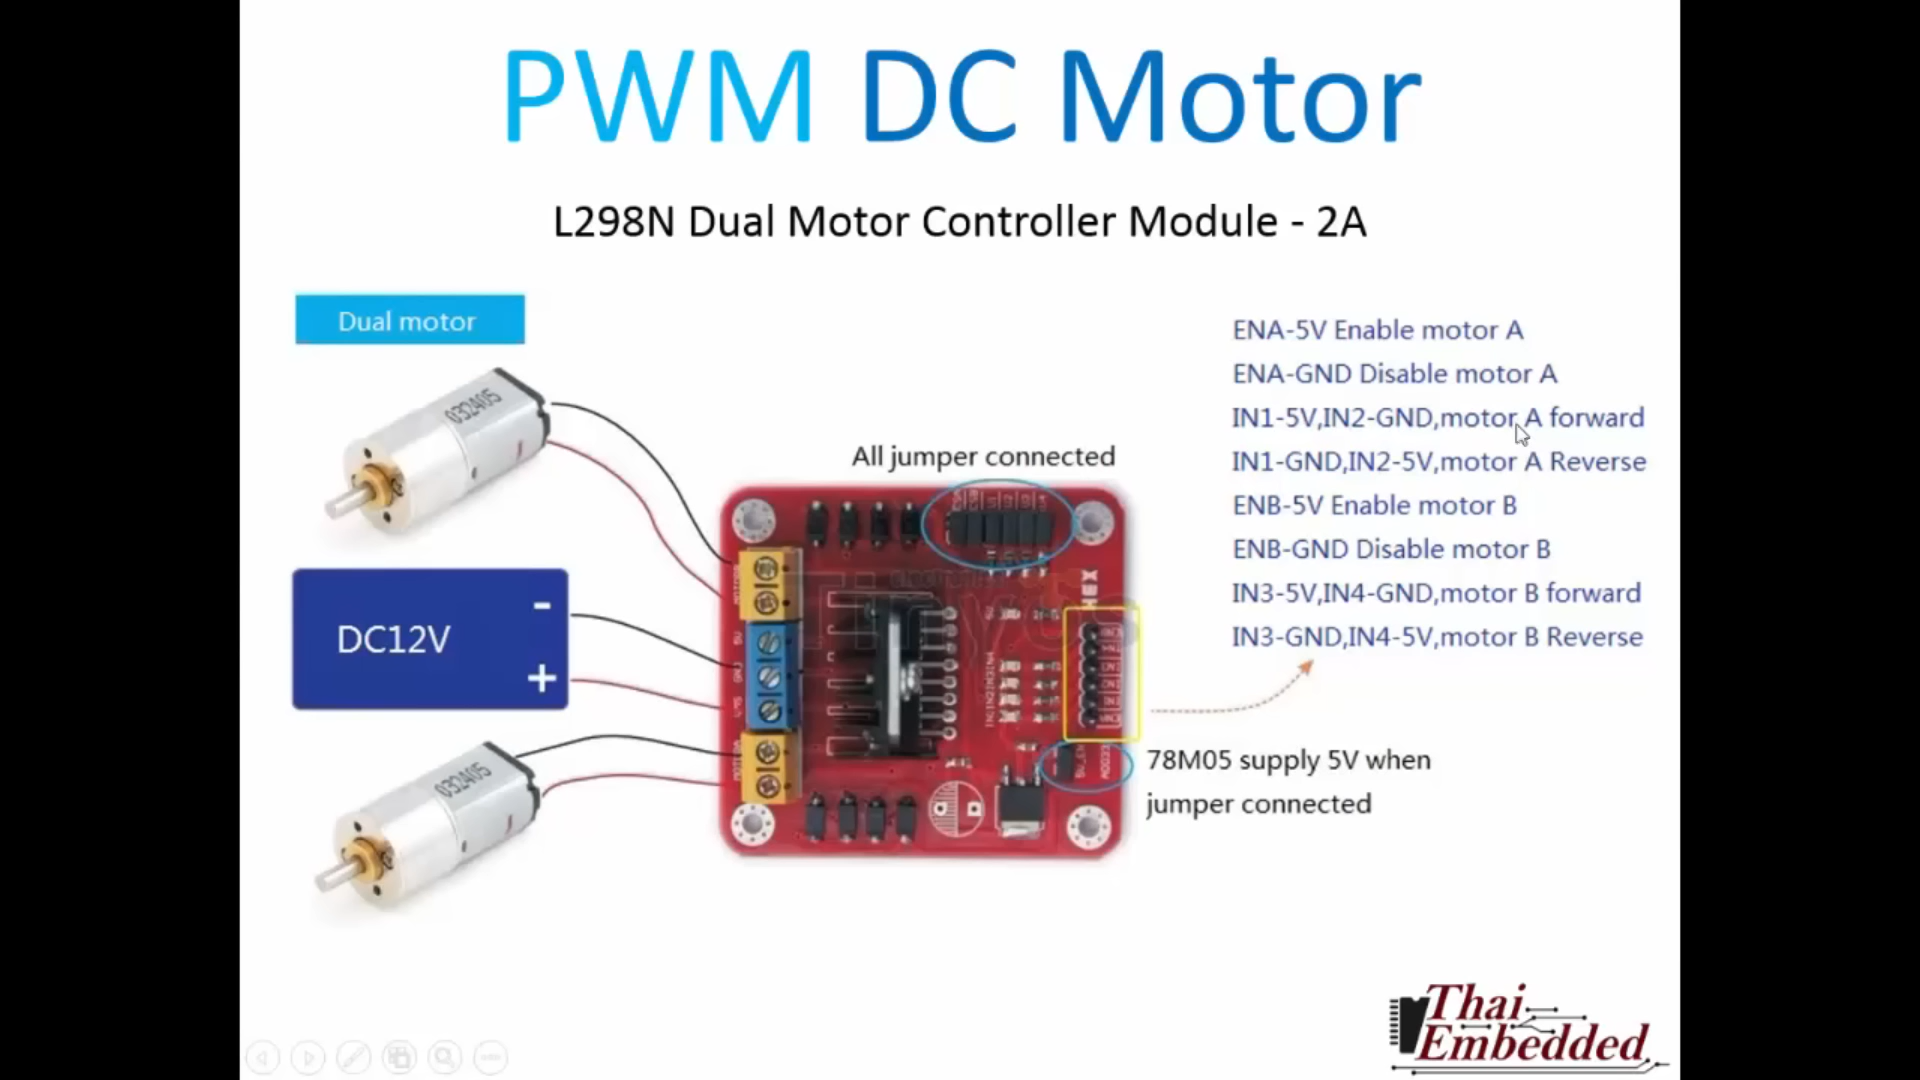 PWM DC Motor
L298N Dual Motor Controller Module - 2A
Dual motor
ENA-5V Enable motor A
ENA-GND Disable motor A
IN1-5V,IN2-GND,motor A forward
IN1-GND,IN2-5V,motor A Reverse
ENB-5V Enable motor B
ENB-GND Disable motor B
IN3-5V,IN4-GND,motor B forward
IN3-GND,IN4-5V,motor B Reverse
032405
All jumper connected
DC12V
-
+
78M05 supply 5V when
jumper connected
032405
Thai
Embedded